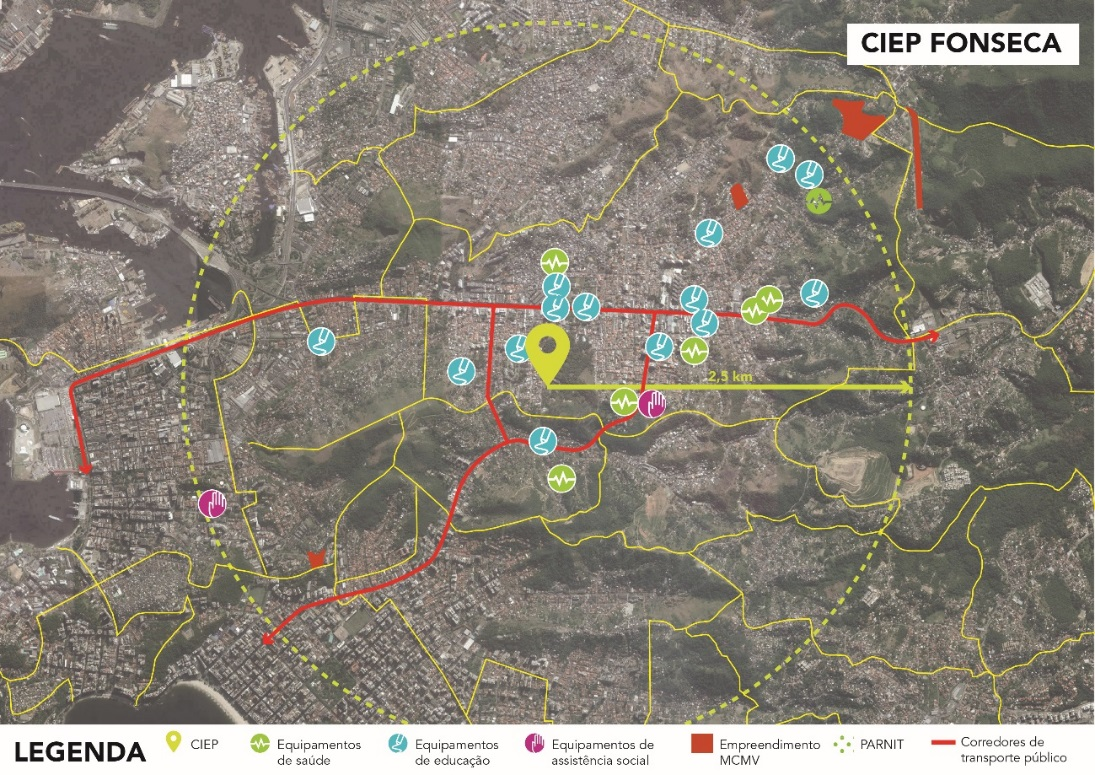 CIEP FONSECA
2,5 km
LEGENDA
CIEP
Equipamentos
de saúde
Equipamentos
de educação
Equipamentos de
assistência social
Empreendimento
MCMV
PARNIT
Corredores de
transporte público